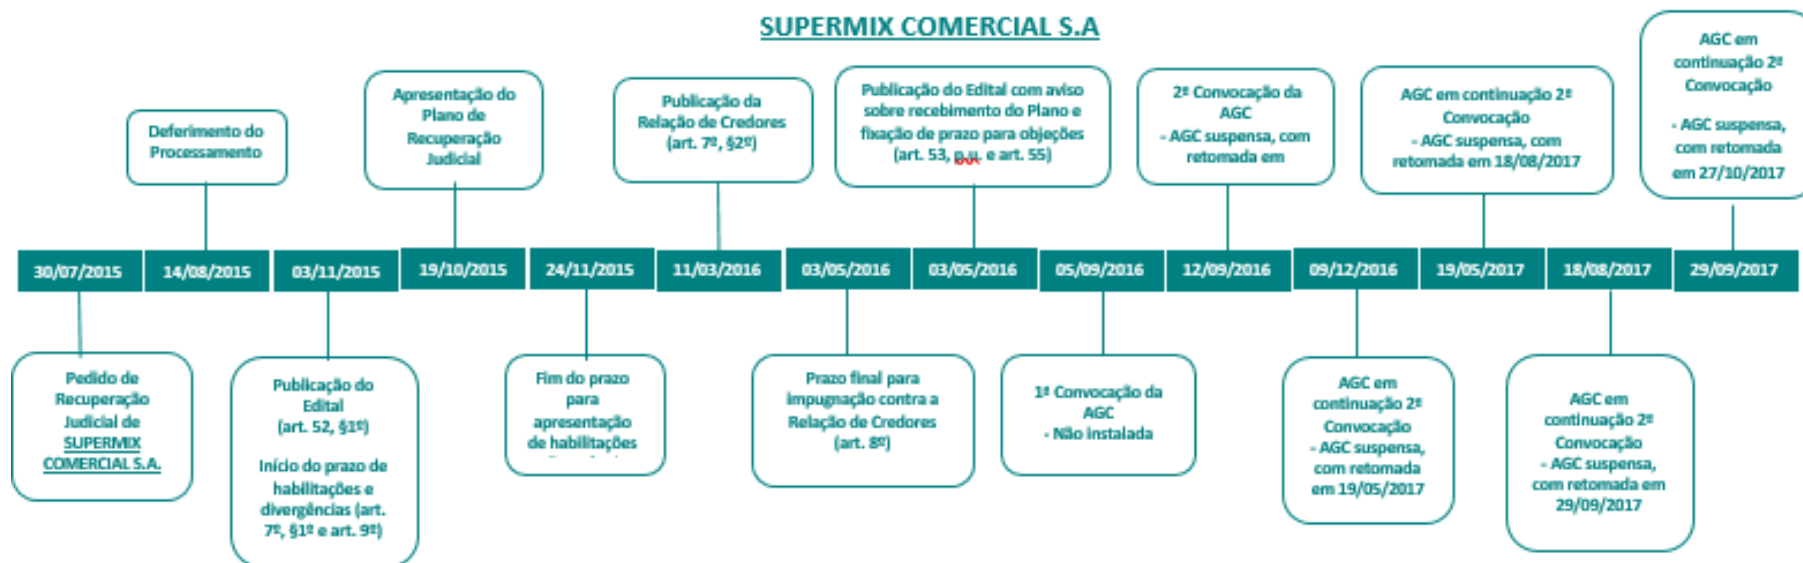 SUPERMIX COMERCIAL S.A
Deferimento do
Processamento
Apresentação do
Plano de
Recuperação
Judicial
Publicação da
Relação de Credores
(art. 7º, §2º)
Publicação do Edital com aviso
sobre recebimento do Plano e
fixação de prazo para objeções
(art. 53, p.u. e art. 55)
2ª Convocação da
AGC
- AGC suspensa, com
retomada em
AGC em continuação 2ª
Convocação
- AGC suspensa, com
retomada em 18/08/2017
AGC em
continuação 2ª
Convocação
- AGC suspensa,
com retomada
em 27/10/2017
30/07/2015 14/08/2015 03/11/2015 19/10/2015 24/11/2015 11/03/2016 03/05/2016 03/05/2016 05/09/2016 12/09/2016 09/12/2016 19/05/2017 18/08/2017 29/09/2017
Pedido de
Recuperação
Judicial de
SUPERMIX
COMERCIAL S.A.
Publicação do
Edital
(art. 52, §1º)
Início do prazo de
habilitações e
divergências (art.
7º, §1º e art. 9º)
Fim do prazo
para
apresentação
de habilitações
Prazo final para
impugnação contra a
Relação de Credores
(art. 8º)
1ª Convocação da
AGC
- Não instalada
AGC em
continuação 2ª
Convocação
- AGC suspensa,
com retomada
em 19/05/2017
AGC em
continuação 2ª
Convocação
- AGC suspensa,
com retomada em
29/09/2017